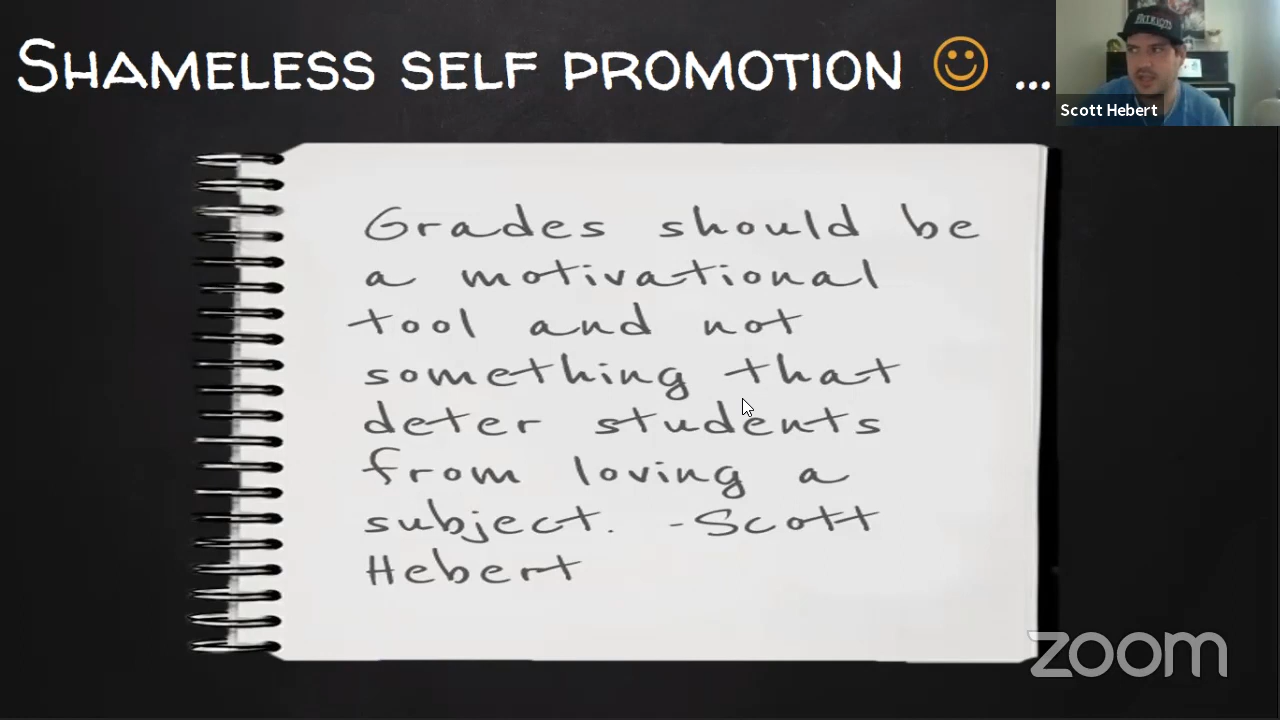 SHAMELESS SELF PROMOTION ☺ ...
PATRIOTS
Scott Hebert
Grades should be
a motivational
tool and not
something that
deter students
from loving a
subject. -Scott
Hebert
zoom